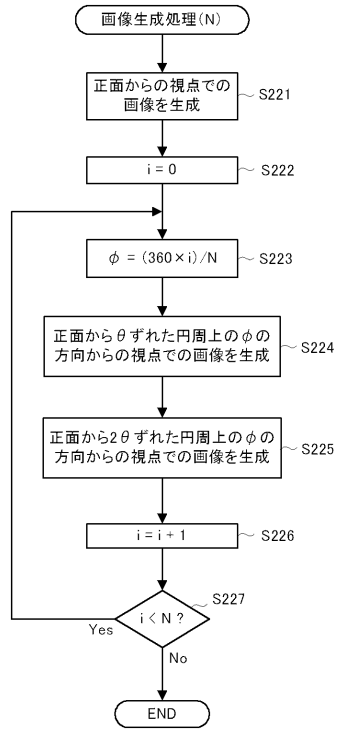 画像生成処理(N)
正面からの視点での
画像を生成
S221
i = 0
S222
φ = (360×i)/N
S223
正面からθずれた円周上のφの
方向からの視点での画像を生成
S224
正面から2θずれた円周上のφの
方向からの視点での画像を生成
S225
i = i + 1
S226
i < N ?
S227
Yes
No
END